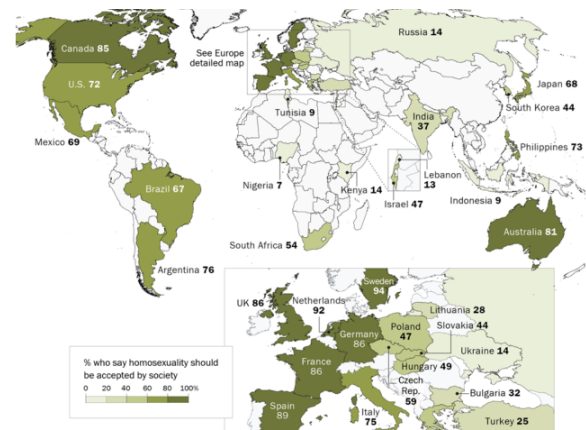 Canada 85
U.S. 72
Mexico 69
Brazil 67
Argentina 76
See Europe
detailed map
Russia 14
Japan 68
South Korea 44
Tunisia 9
India
37
Philippines
73
Lebanon
13
Nigeria 7
Kenya 14
Israel 47
Indonesia 9
South Africa 54
Australia 81
Sweden
94
UK 86
Netherlands
92
Lithuania 28
Poland
47
Slovakia 44
Germany
86
Ukraine 14
France
86
Hungary 49
Czech
Rep.
59
Bulgaria 32
Spain
89
Italy
75
Turkey 25
% who say homosexuality should
be accepted by society
0 20 40 60 80 100%